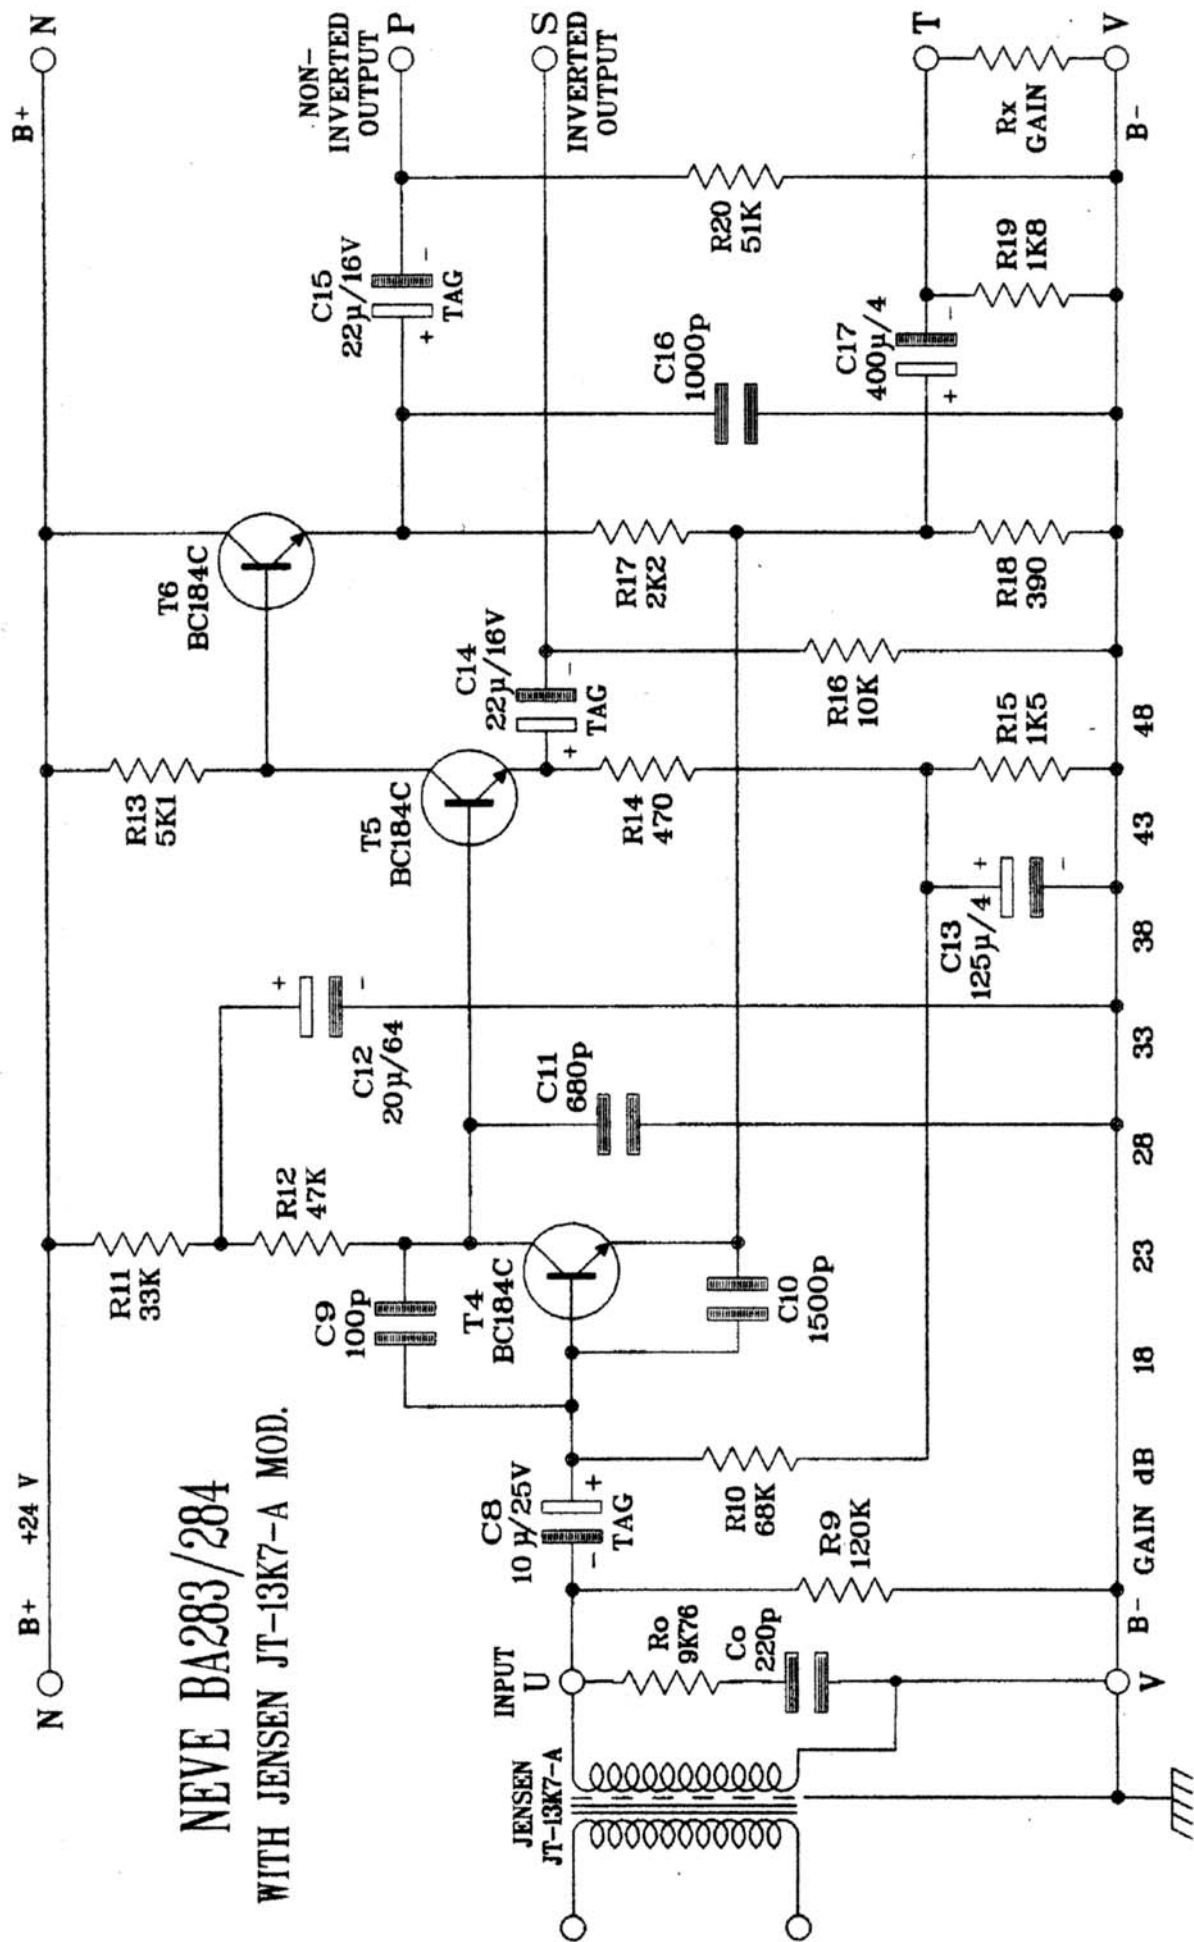 NEVE BA283/284
WITH JENSEN JT-13K7-A MOD.
N
B+
+24 V
B+
N
R11
33K
R12
47K
C9
100p
T4
BC184C
C8
10µ/25V
-
+
TAG
R10
68K
C10
1500p
R9
120K
INPUT
U
Ro
9K76
Co
220p
JENSEN
JT-13K7-A
V
B-
GAIN dB
18
23
28
33
38
43
48
C12
20µ/64
+
-
C11
680p
R13
5K1
T5
BC184C
T6
BC184C
C14
22µ/16V
+
-
TAG
R14
470
C13
125µ/4
+
-
R15
1K5
R16
10K
R17
2K2
R18
390
C15
22µ/16V
+
-
TAG
C16
1000p
C17
400µ/4
+
-
R19
1K8
R20
51K
NON-
INVERTED
OUTPUT
P
INVERTED
OUTPUT
S
T
Rx
GAIN
B-
V